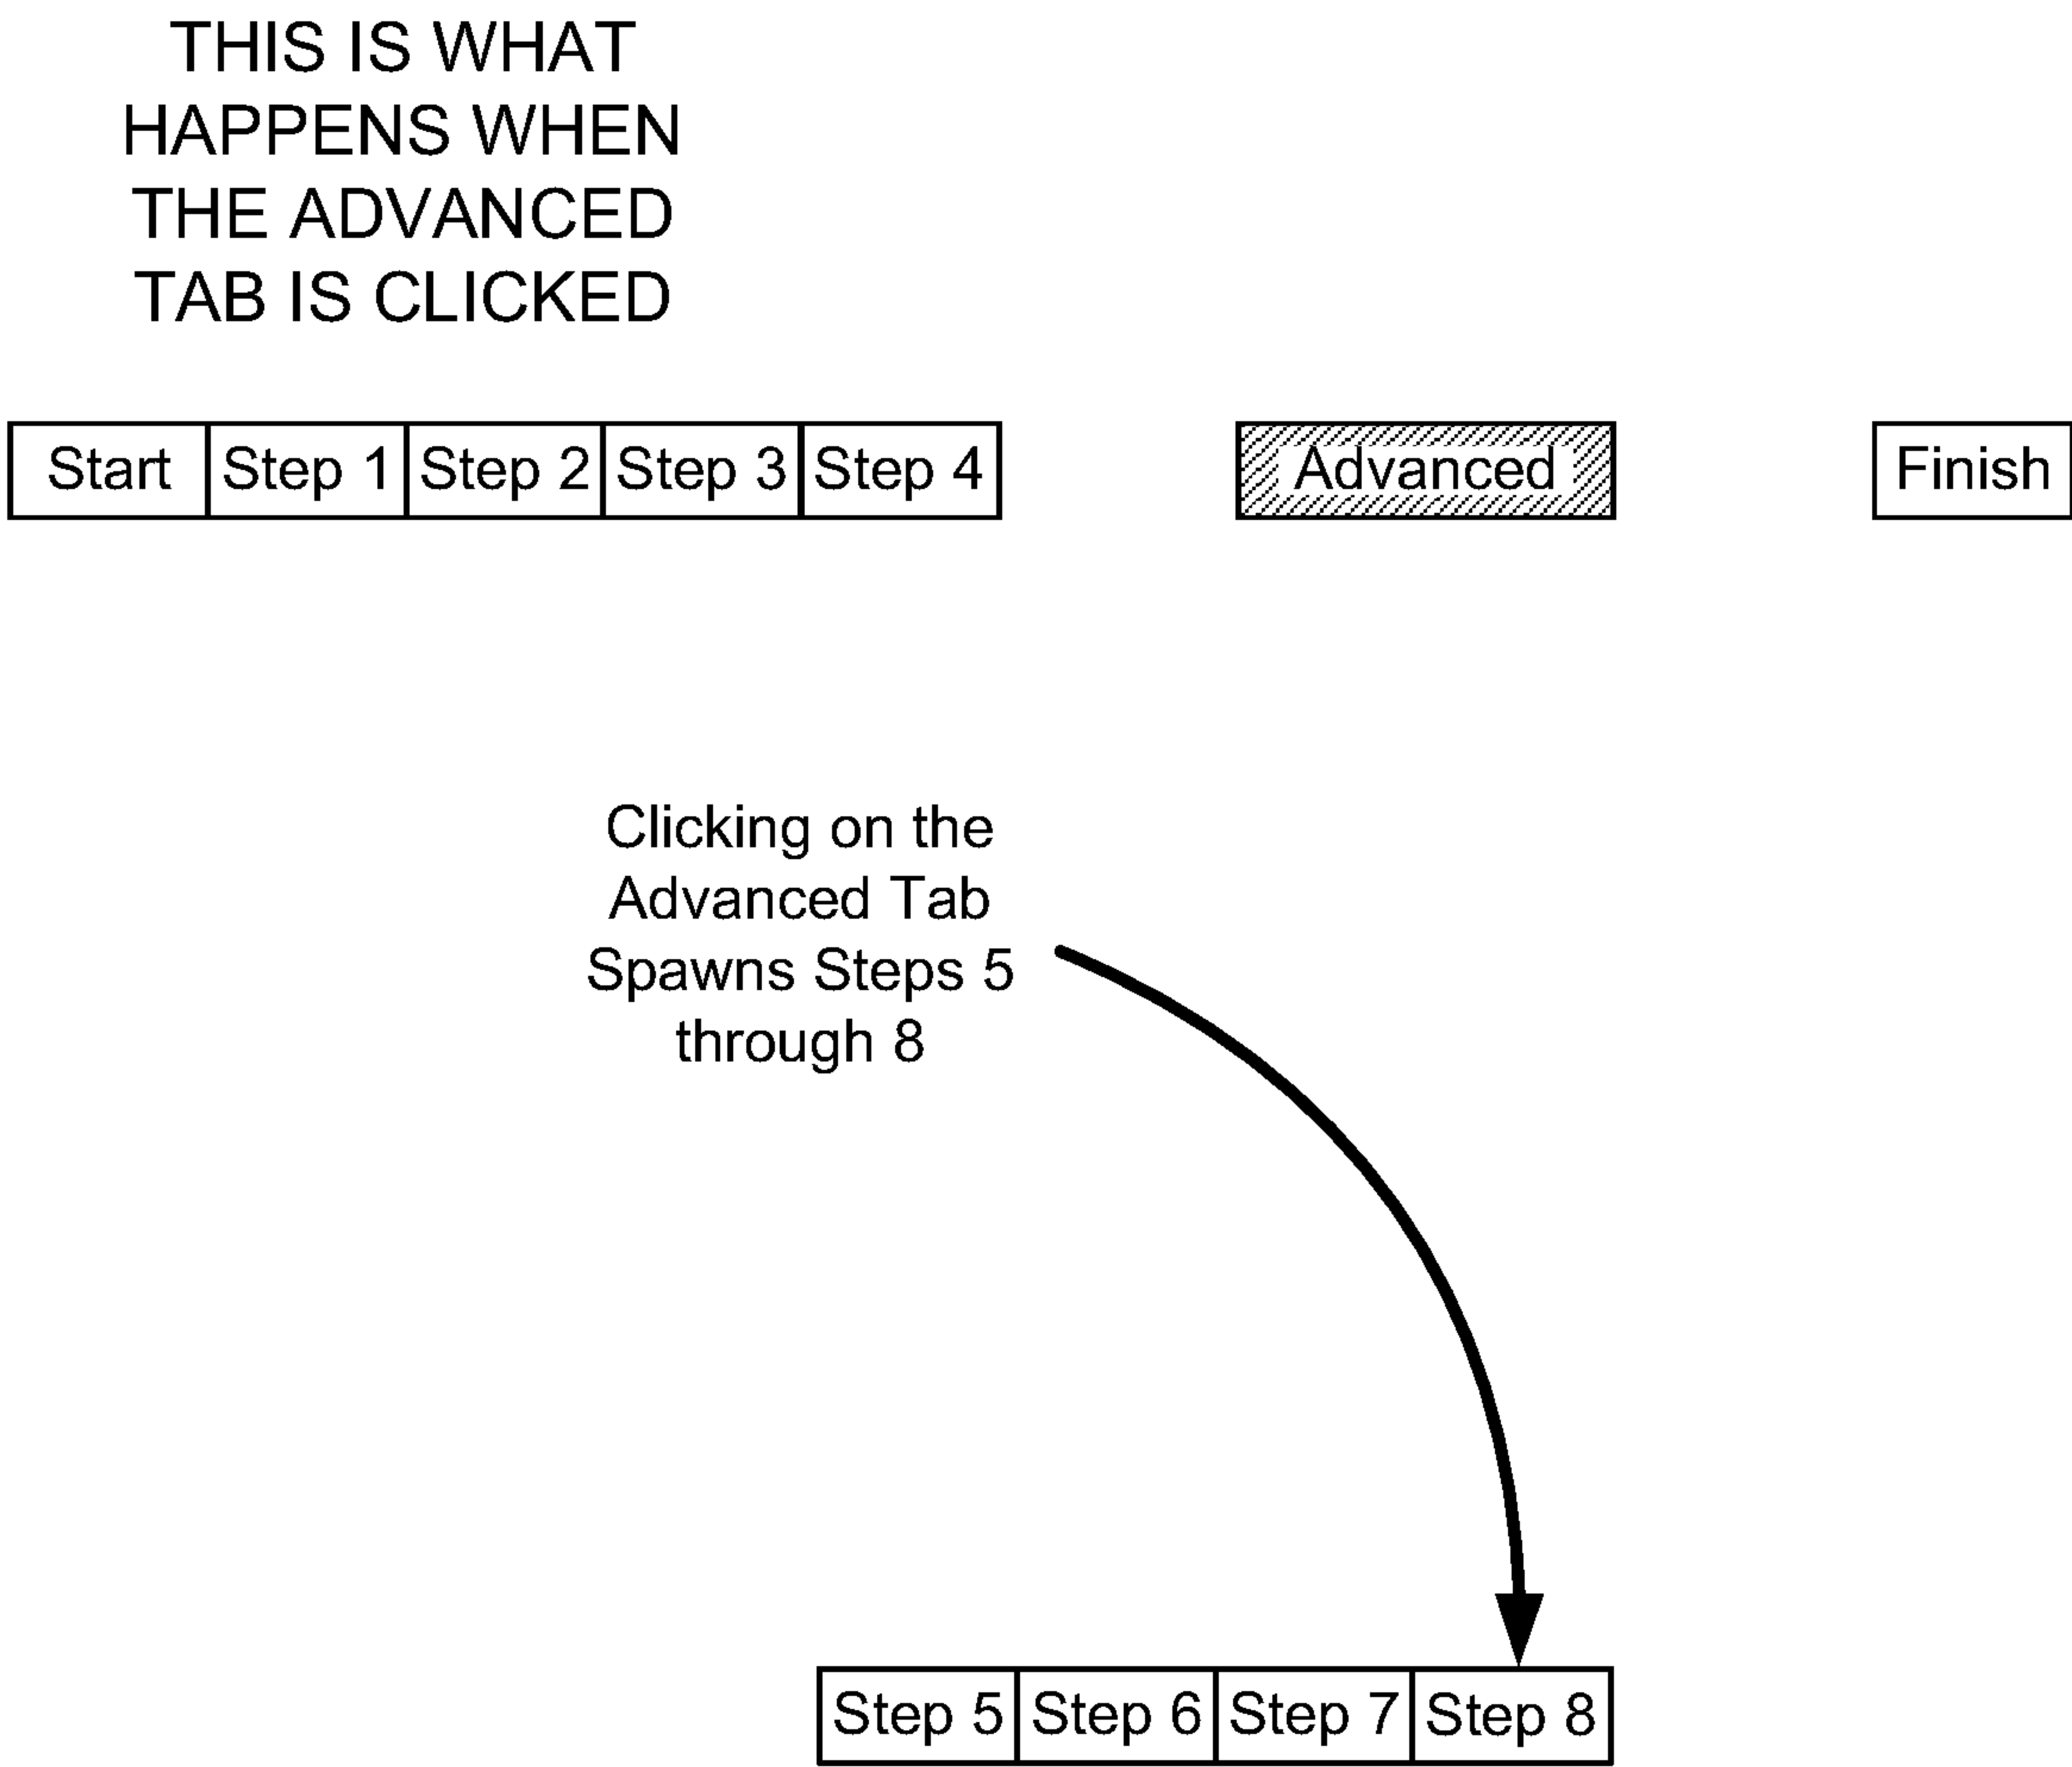 THIS IS WHAT
HAPPENS WHEN
THE ADVANCED
TAB IS CLICKED
Start Step 1 Step 2 Step 3 Step 4 Advanced Finish
Clicking on the
Advanced Tab
Spawns Steps 5
through 8
Step 5 Step 6 Step 7 Step 8